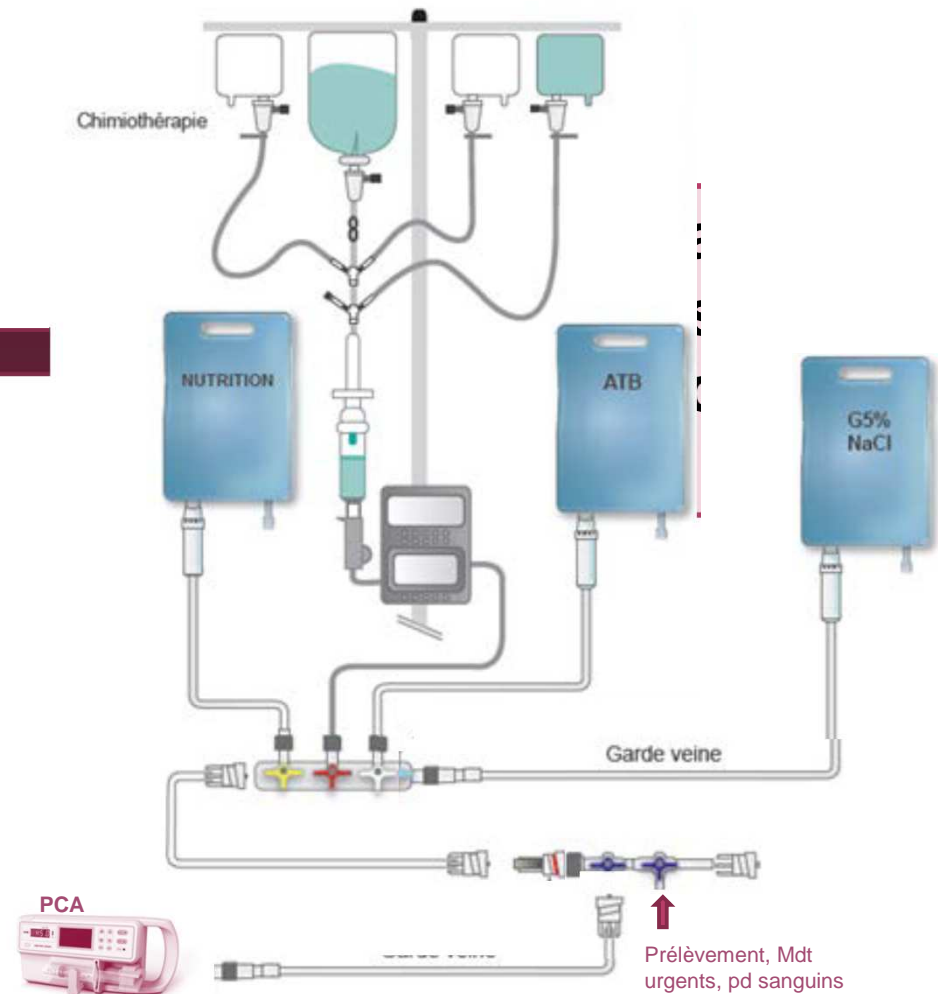 Chimiothérapie
NUTRITION
ATB
G5%
NaCl
Garde veine
PCA
Prélèvement, Mdt
urgents, pd sanguins